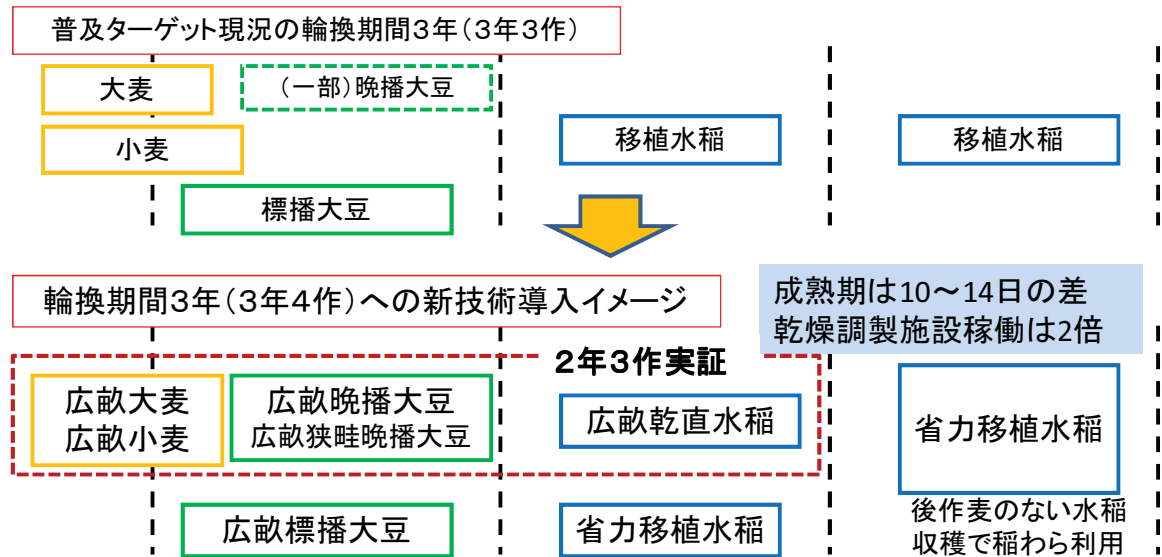 普及ターゲット現況の輪換期間3年(3年3作)
大麦
(一部)晩播大豆
小麦
移植水稲
移植水稲
標播大豆
輪換期間3年(3年4作)への新技術導入イメージ
成熟期は10～14日の差
乾燥調製施設稼働は2倍
2年3作実証
広畝大麦
広畝小麦
広畝晩播大豆
広畝狭畦晩播大豆
広畝乾直水稲
省力移植水稲
広畝標播大豆
省力移植水稲
後作麦のない水稲
収穫で稲わら利用